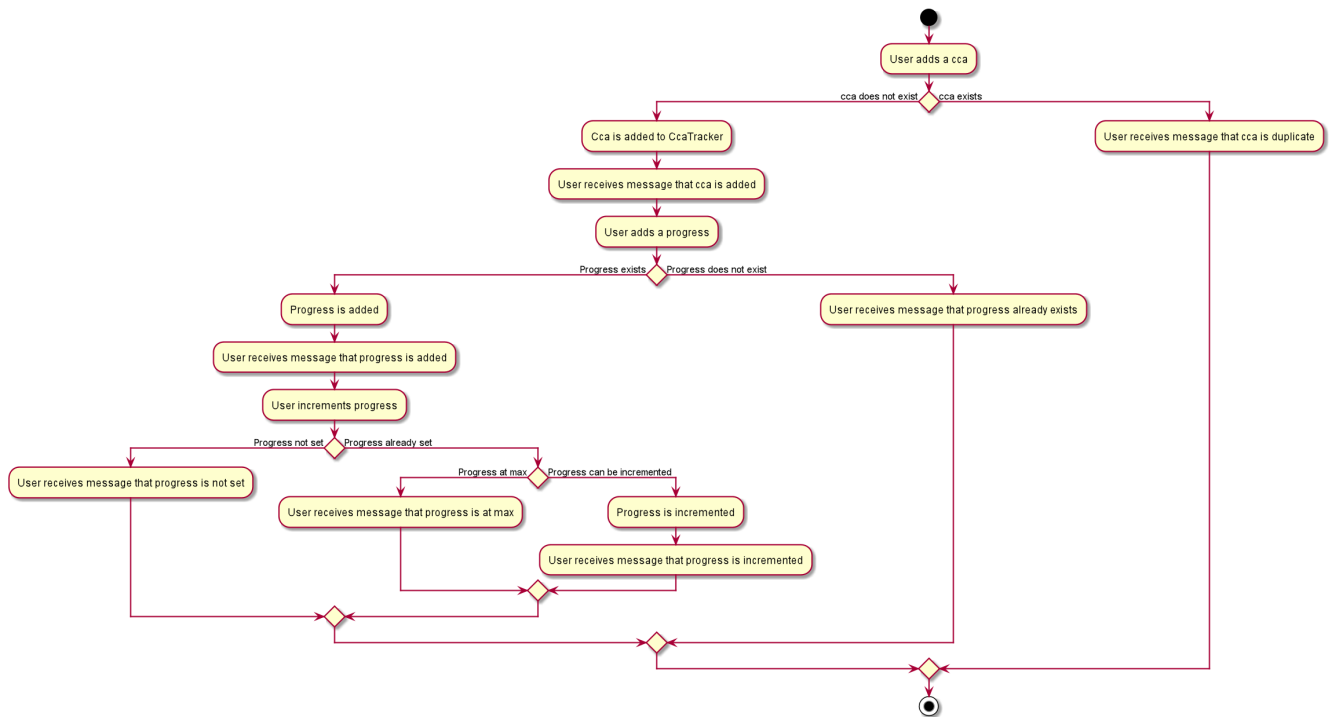 User adds a cca
cca does not exist
cca exists
Cca is added to CcaTracker
User receives message that cca is duplicate
User receives message that cca is added
User adds a progress
Progress exists
Progress does not exist
Progress is added
User receives message that progress already exists
User receives message that progress is added
User increments progress
Progress not set
Progress already set
User receives message that progress is not set
Progress at max
Progress can be incremented
User receives message that progress is at max
Progress is incremented
User receives message that progress is incremented